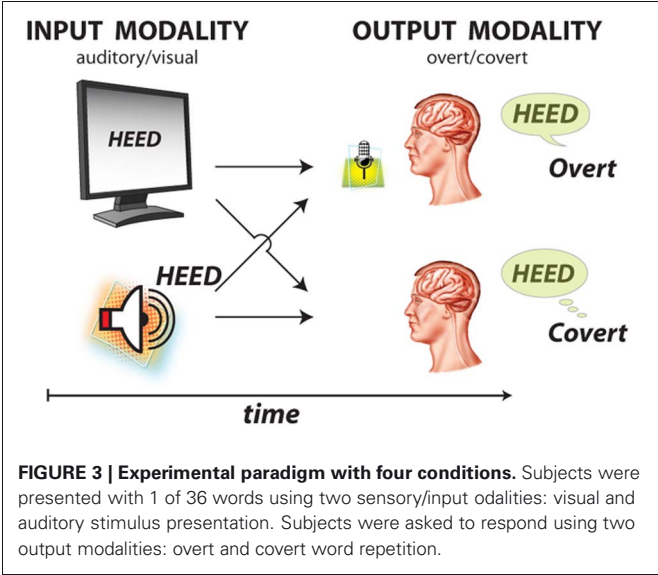 INPUT MODALITY
auditory/visual
OUTPUT MODALITY
overt/covert
HEED
HEED
Overt
HEED
HEED
Covert
time
FIGURE 3 | Experimental paradigm with four conditions. Subjects were
presented with 1 of 36 words using two sensory/input odalities: visual and
auditory stimulus presentation. Subjects were asked to respond using two
output modalities: overt and covert word repetition.